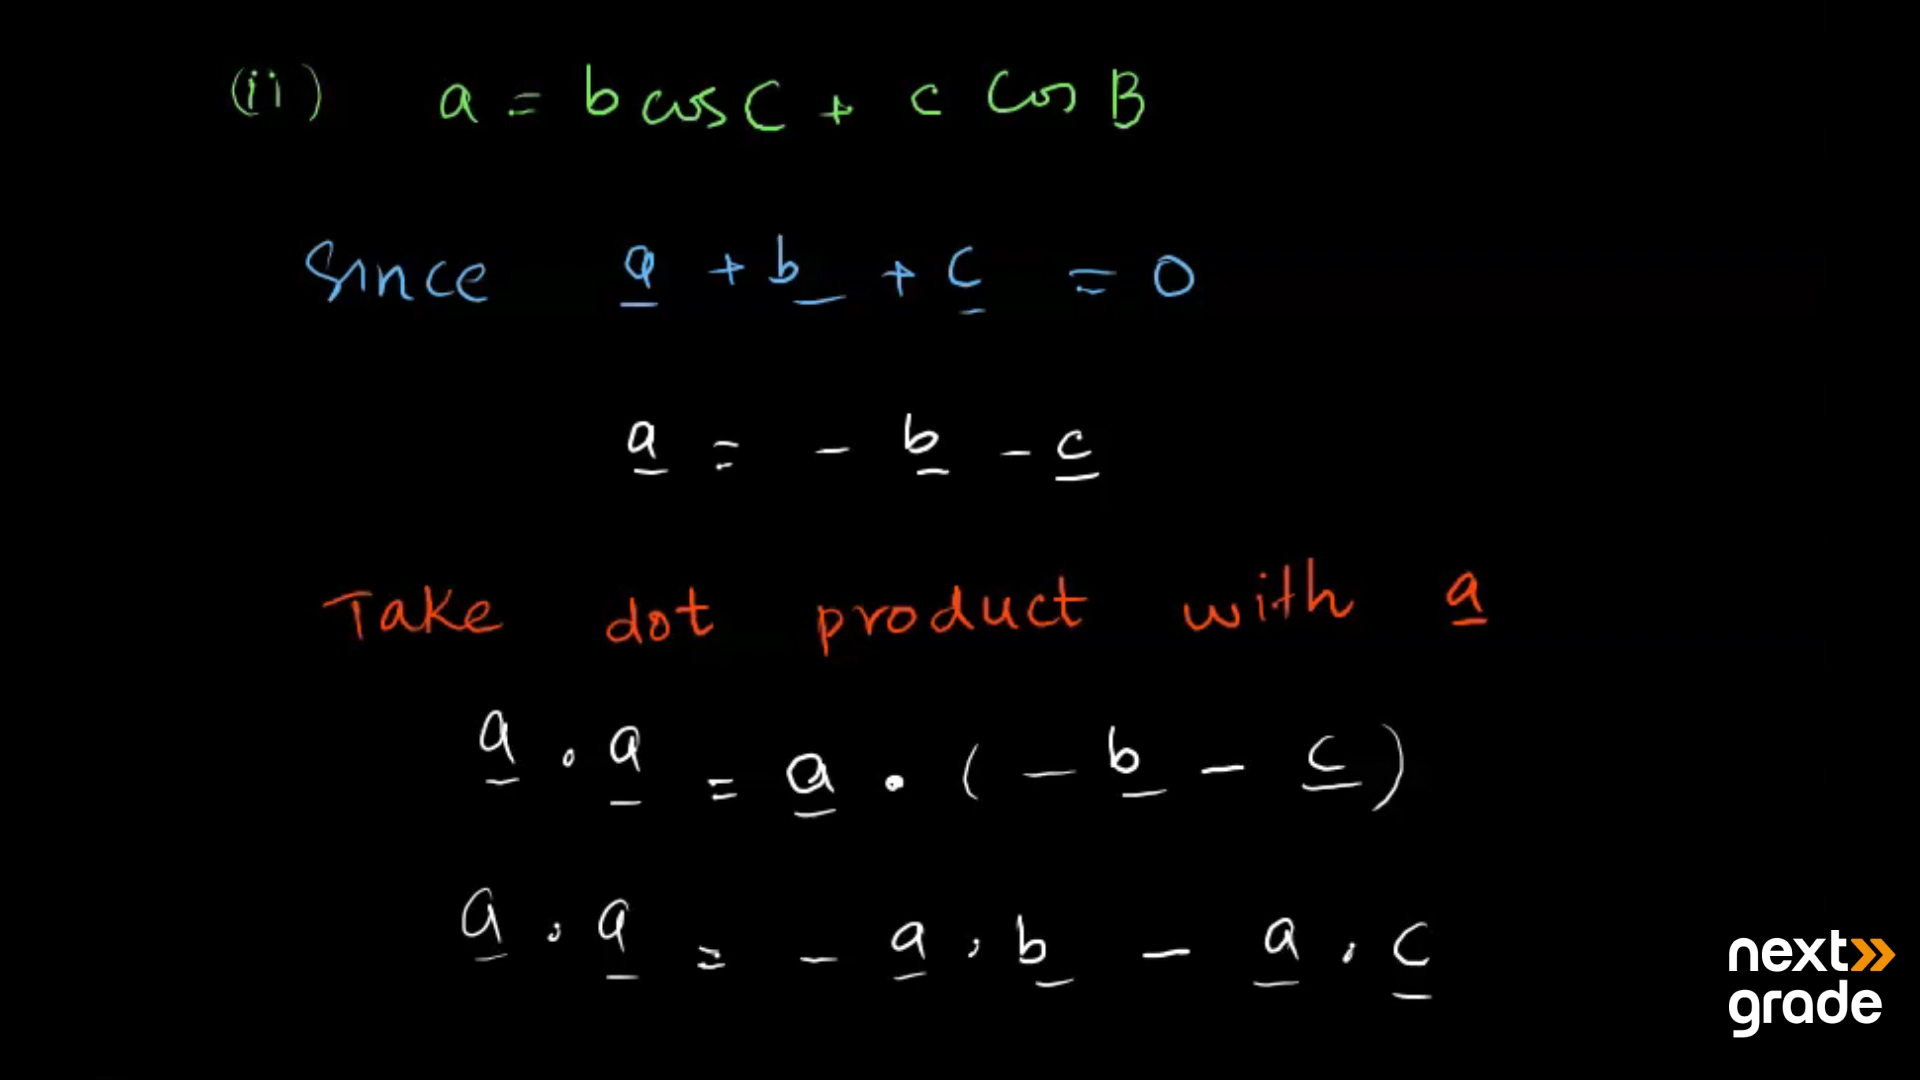 (ii) a = b cos C + c Cos B
Since a + b + c = 0
a = - b - c
Take dot product with a
a . a = a . (- b - c)
a . a = - a . b - a . c
next
grade